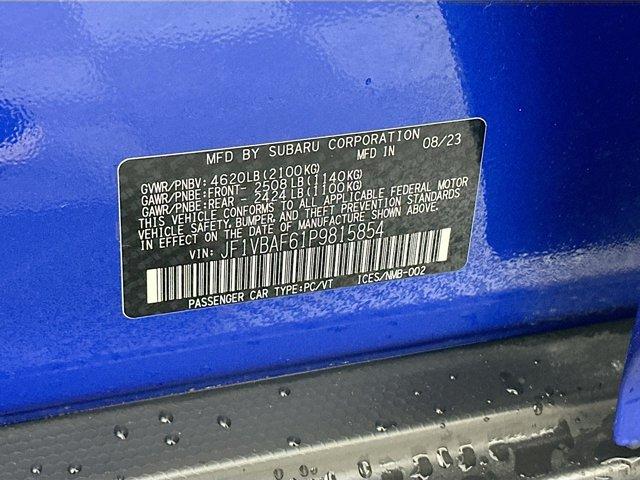 MFD BY SUBARU CORPORATION
MFD IN 08/23
GVWR/PNBV: 4620LB(2100KG)
GAWR/PNBE:FRONT- 2508LB(1140KG)
GAWR/PNBE:REAR - 2424LB(1100KG)
THIS VEHICLE CONFORMS TO ALL APPLICABLE FEDERAL MOTOR
VEHICLE SAFETY, BUMPER, AND THEFT PREVENTION STANDARDS
IN EFFECT ON THE DATE OF MANUFACTURE SHOWN ABOVE.
VIN: JF1VBAF61P9815854
PASSENGER CAR TYPE:PC/VT ICES/NMB-002